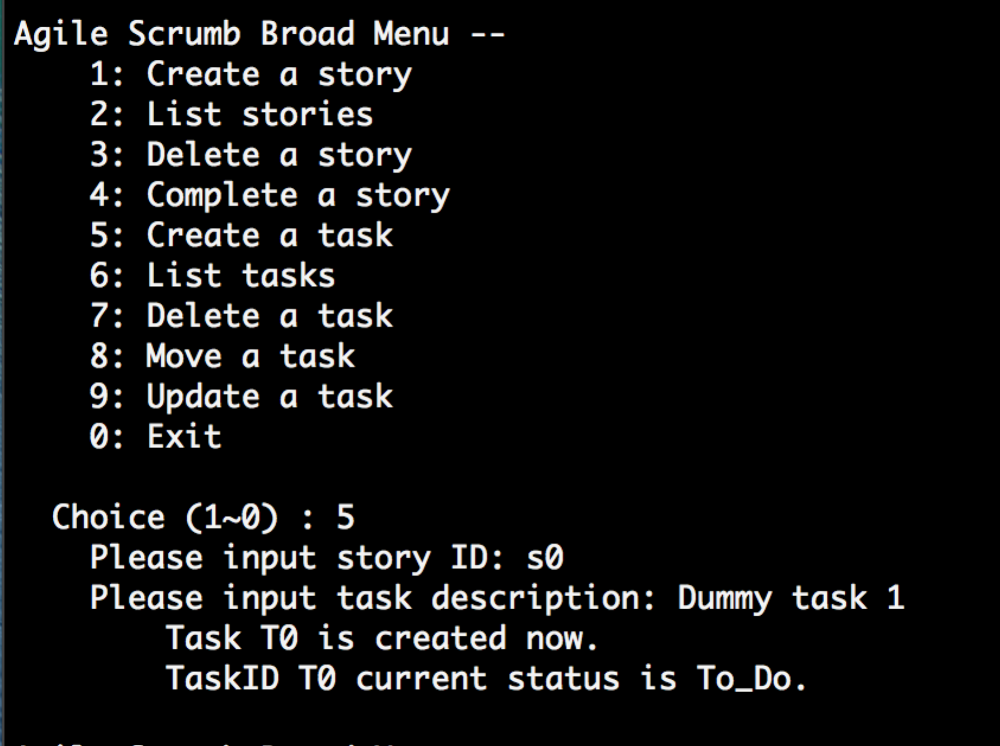 Agile Scrumb Broad Menu --
1: Create a story
2: List stories
3: Delete a story
4: Complete a story
5: Create a task
6: List tasks
7: Delete a task
8: Move a task
9: Update a task
0: Exit
Choice (1~0) : 5
Please input story ID: s0
Please input task description: Dummy task 1
Task T0 is created now.
TaskID T0 current status is To_Do.